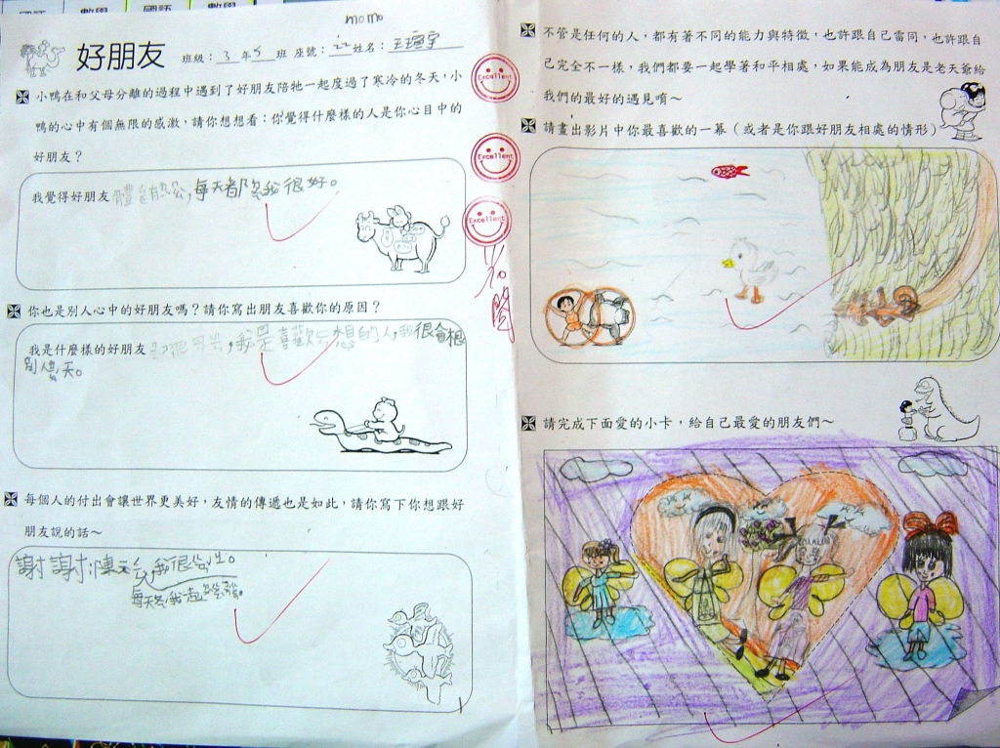 國語
數學
國語
數學
momo
好朋友
班級：3年5班 座號：22 姓名：王
小鴨在和父母分離的過程中遇到了好朋友陪牠一起度過了寒冷的冬天，小
鴨的心中有個無限的感激，請你想想看：你覺得什麼樣的人是你心目中的
好朋友？
我覺得好朋友 每天都陪我很好。
你也是別人心中的好朋友嗎？請你寫出朋友喜歡你的原因？
我是什麼樣的好朋友 ，我是喜歡 想的人，我很會
別人 天。
每個人的付出會讓世界更美好，友情的傳遞也是如此，請你寫下你想跟好
朋友說的話～
謝謝陳 我很 。
每天 我 起
Excellent
Excellent
Excellent
不管是任何的人，都有著不同的能力與特徵，也許跟自己雷同，也許跟自
己完全不一樣，我們都要一起學著和平相處，如果能成為朋友是老天爺給
我們的最好的遇見唷～
請畫出影片中你最喜歡的一幕（或者是你跟好朋友相處的情形）
請完成下面愛的小卡，給自己最愛的朋友們～